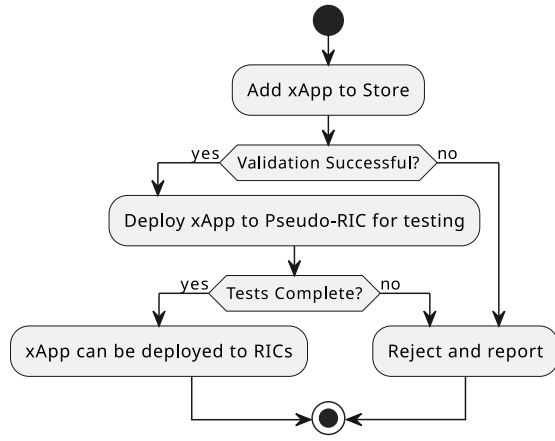 Add xApp to Store
yes
Validation Successful?
no
Deploy xApp to Pseudo-RIC for testing
yes
Tests Complete?
no
xApp can be deployed to RICs
Reject and report